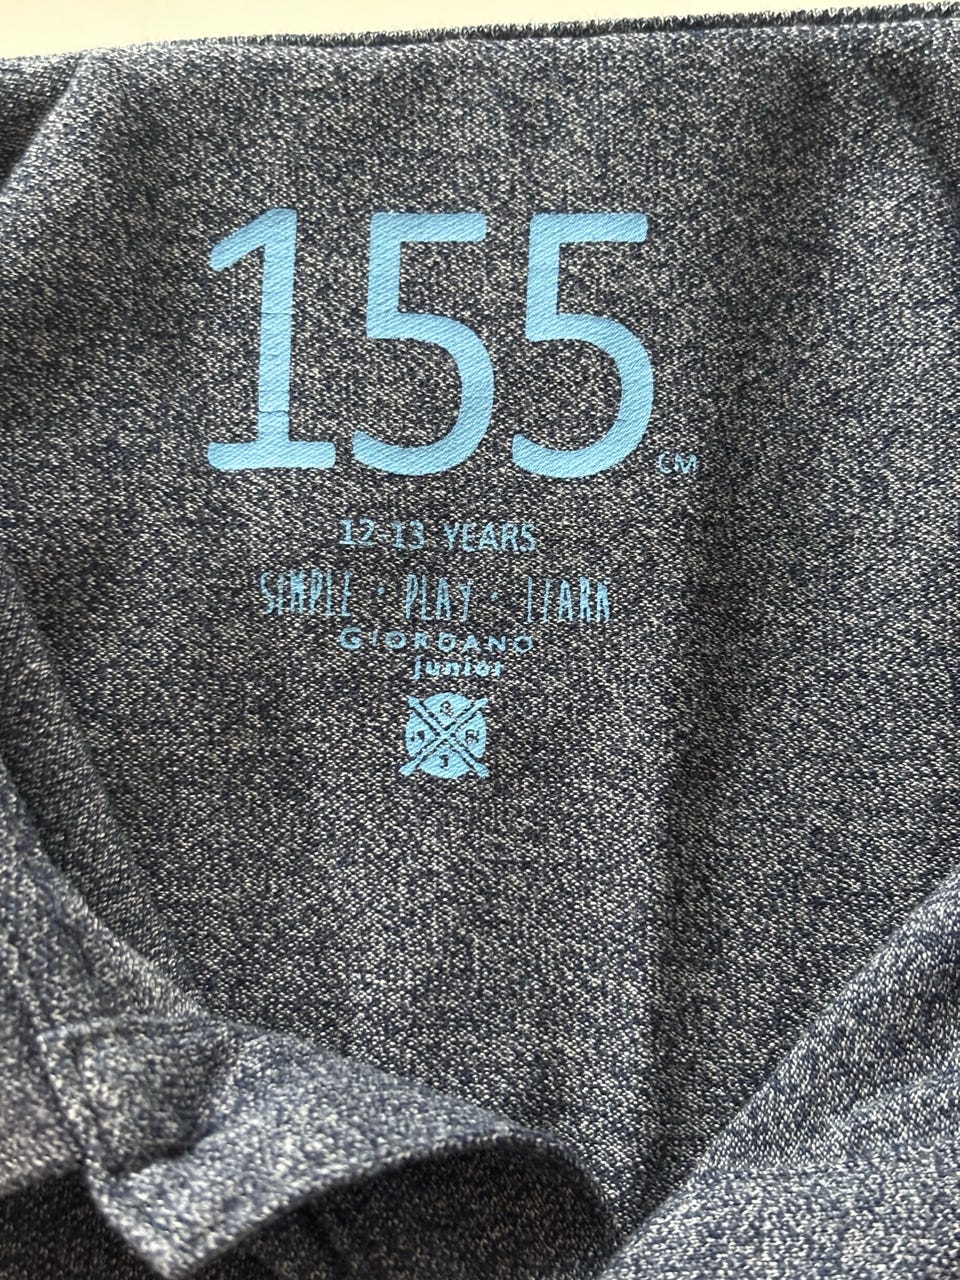 155 CM
12-13 YEARS
SIMPLE · PLAY · LEARN
GIORDANO
junior
G
J